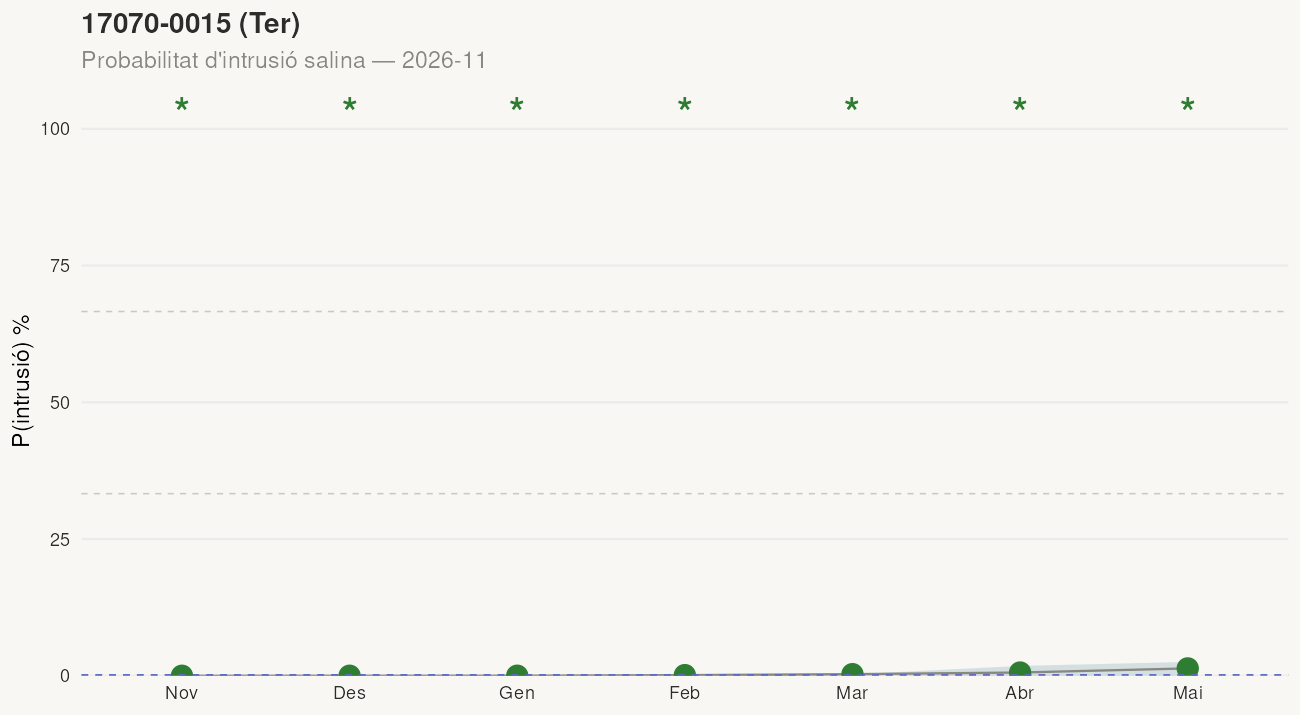 17070-0015 (Ter)
Probabilitat d'intrusió salina — 2026-11
* * * * * * *
100
75
50
25
0
P(intrusió) %
Nov Des Gen Feb Mar Abr Mai